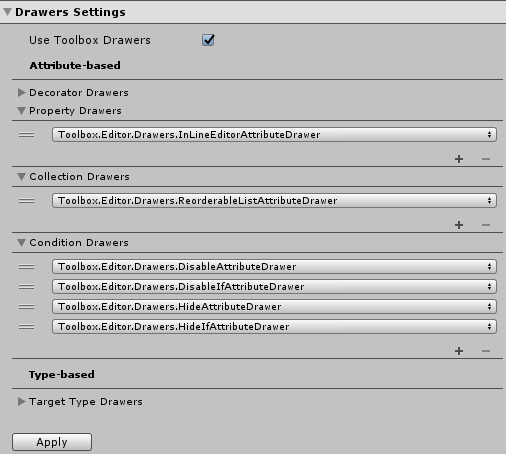 Drawers Settings
Use Toolbox Drawers
Attribute-based
Decorator Drawers
Property Drawers
Toolbox.Editor.Drawers.InLineEditorAttributeDrawer
+ −
Collection Drawers
Toolbox.Editor.Drawers.ReorderableListAttributeDrawer
+ −
Condition Drawers
Toolbox.Editor.Drawers.DisableAttributeDrawer
Toolbox.Editor.Drawers.DisableIfAttributeDrawer
Toolbox.Editor.Drawers.HideAttributeDrawer
Toolbox.Editor.Drawers.HideIfAttributeDrawer
+ −
Type-based
Target Type Drawers
Apply